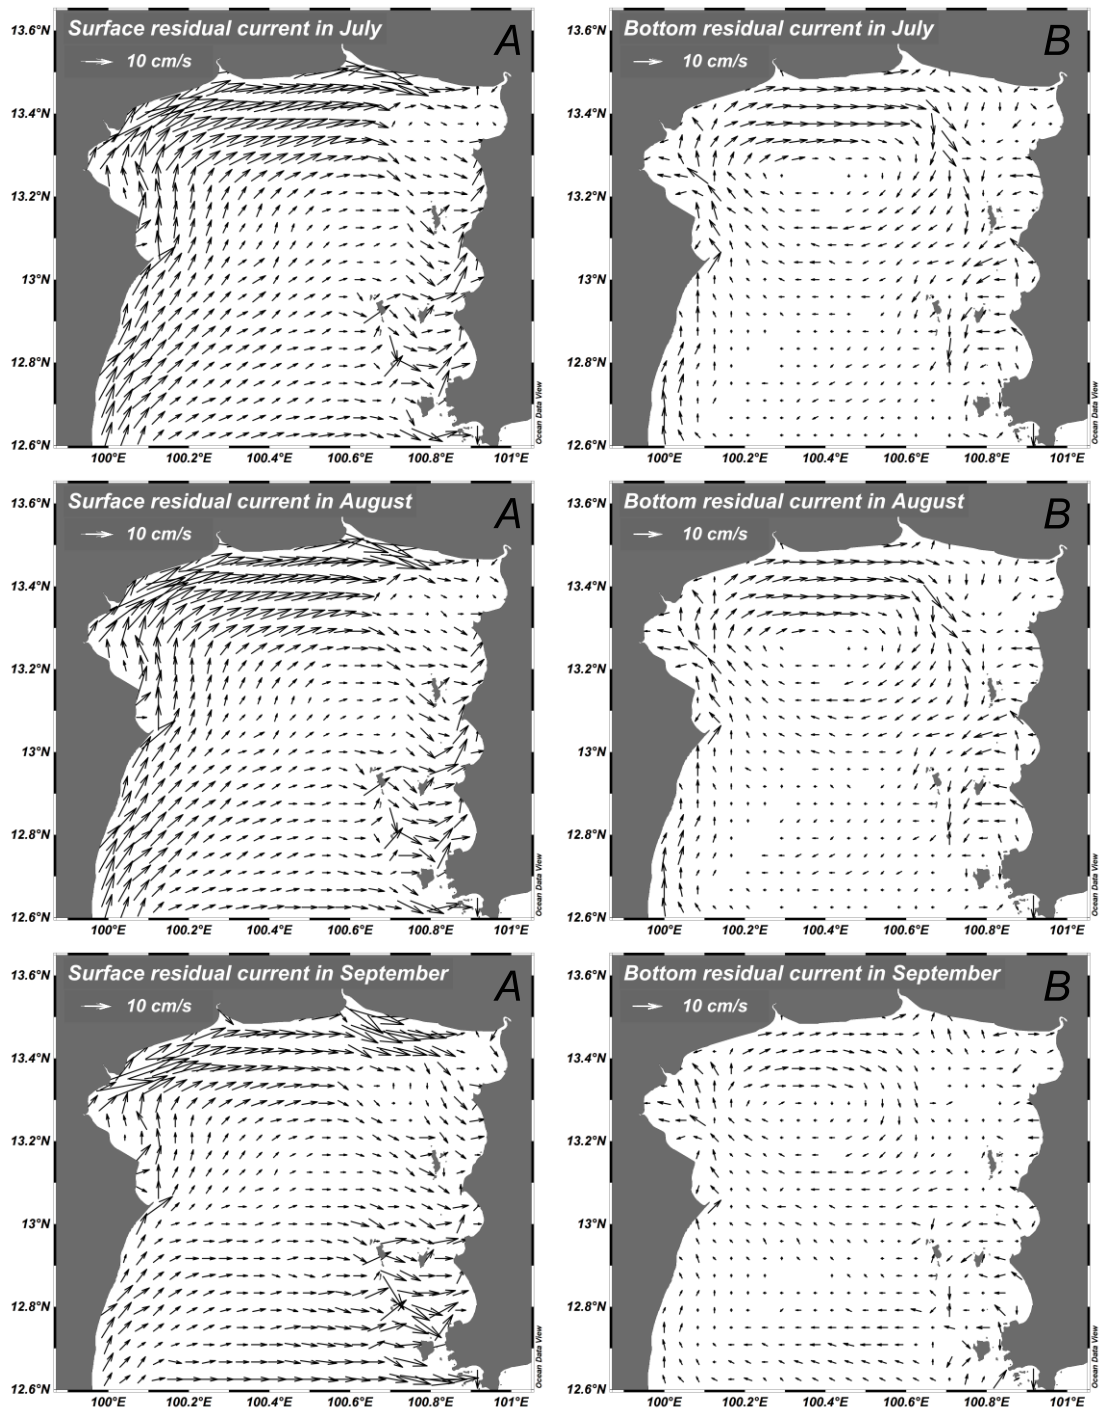 Surface residual current in July
A
10 cm/s
13.6°N
13.4°N
13.2°N
13°N
12.8°N
12.6°N
100°E 100.2°E 100.4°E 100.6°E 100.8°E 101°E
Ocean Data View
Bottom residual current in July
B
10 cm/s
13.6°N
13.4°N
13.2°N
13°N
12.8°N
12.6°N
100°E 100.2°E 100.4°E 100.6°E 100.8°E 101°E
Ocean Data View
Surface residual current in August
A
10 cm/s
13.6°N
13.4°N
13.2°N
13°N
12.8°N
12.6°N
100°E 100.2°E 100.4°E 100.6°E 100.8°E 101°E
Ocean Data View
Bottom residual current in August
B
10 cm/s
13.6°N
13.4°N
13.2°N
13°N
12.8°N
12.6°N
100°E 100.2°E 100.4°E 100.6°E 100.8°E 101°E
Ocean Data View
Surface residual current in September
A
10 cm/s
13.6°N
13.4°N
13.2°N
13°N
12.8°N
12.6°N
100°E 100.2°E 100.4°E 100.6°E 100.8°E 101°E
Ocean Data View
Bottom residual current in September
B
10 cm/s
13.6°N
13.4°N
13.2°N
13°N
12.8°N
12.6°N
100°E 100.2°E 100.4°E 100.6°E 100.8°E 101°E
Ocean Data View